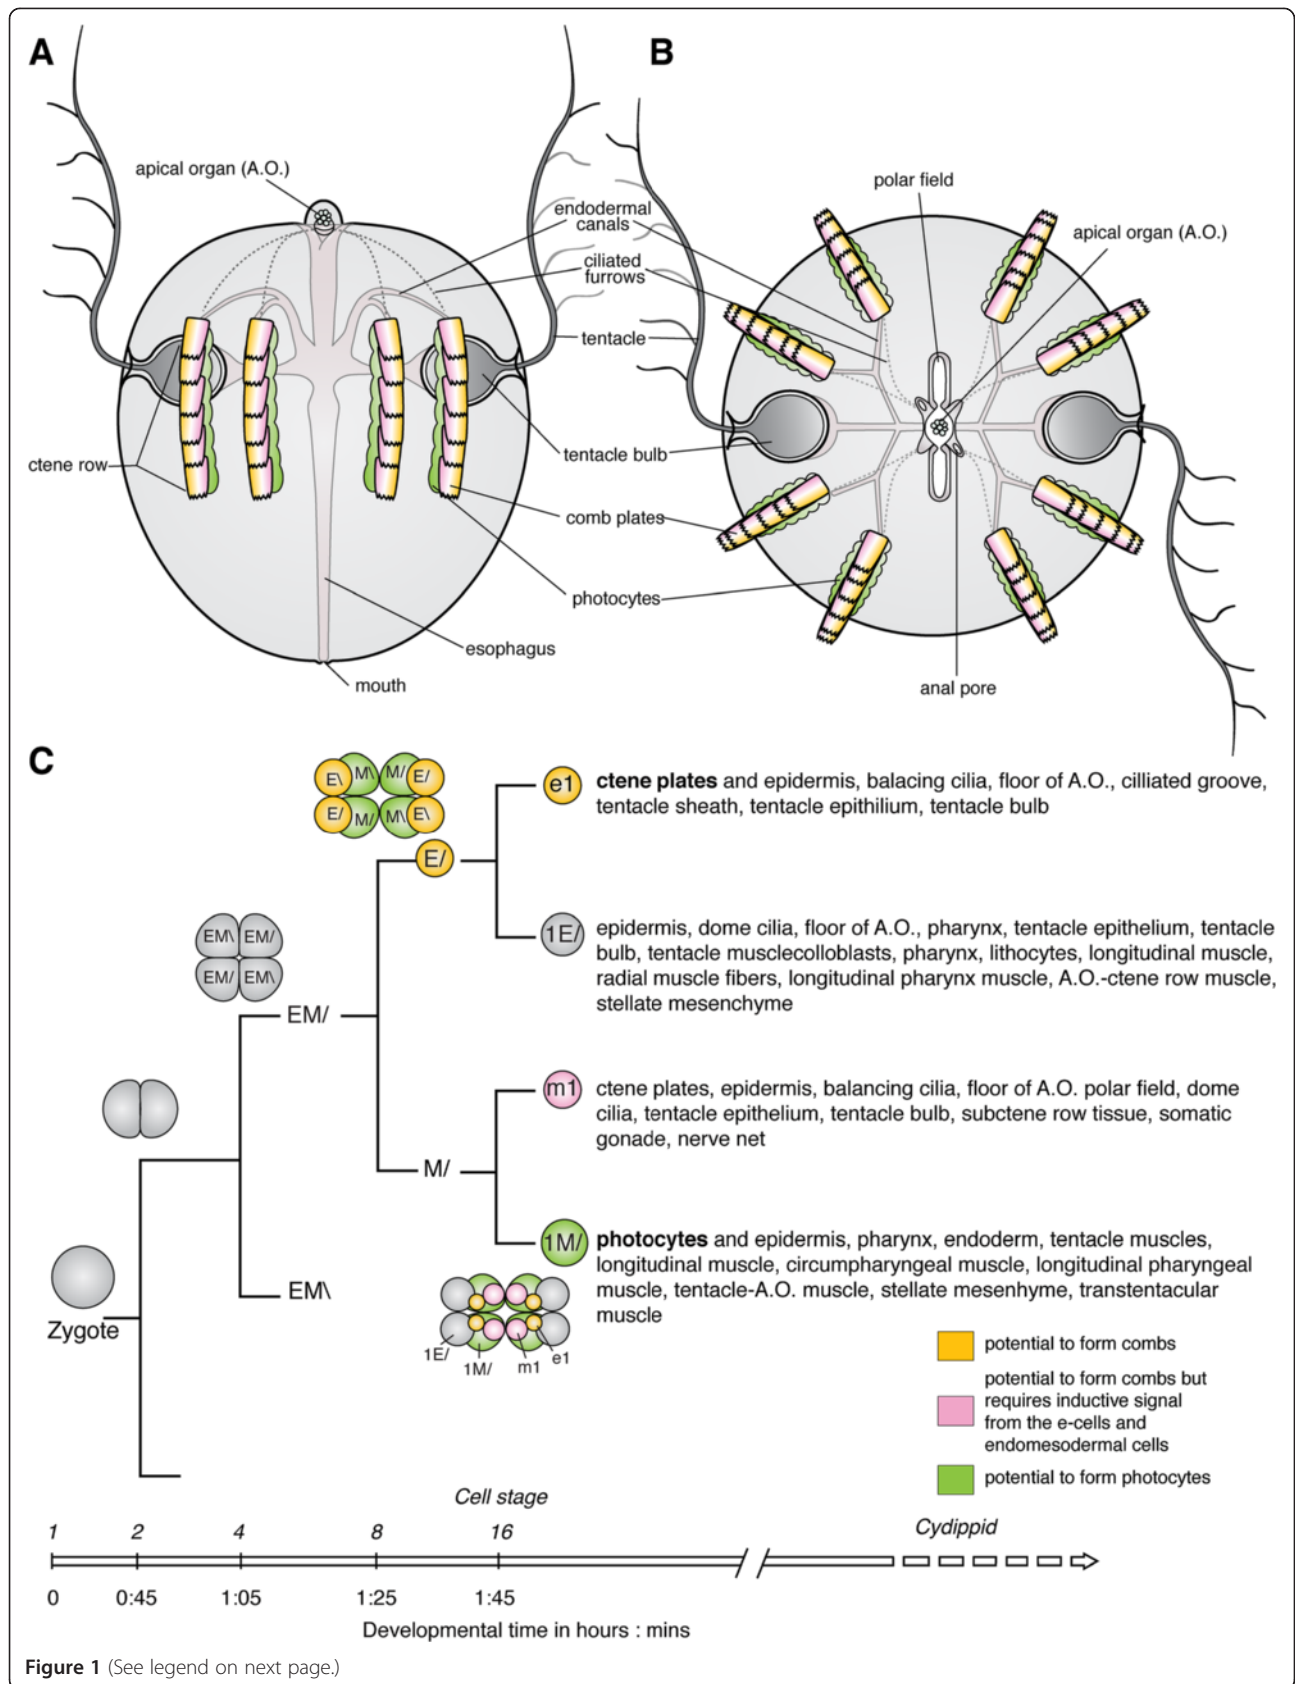 A
B
apical organ (A.O.)
endodermal
canals
ciliated
furrows
tentacle
tentacle bulb
ctene row
comb plates
photocytes
esophagus
mouth
polar field
apical organ (A.O.)
anal pore
C
E\ M\ M/ E/
E/ M/ M\ E\
e1
ctene plates and epidermis, balacing cilia, floor of A.O., cilliated groove,
tentacle sheath, tentacle epithilium, tentacle bulb
E/
EM\ EM/
EM/ EM\
1E/
epidermis, dome cilia, floor of A.O., pharynx, tentacle epithelium, tentacle
bulb, tentacle musclecolloblasts, pharynx, lithocytes, longitudinal muscle,
radial muscle fibers, longitudinal pharynx muscle, A.O.-ctene row muscle,
stellate mesenchyme
EM/
m1
ctene plates, epidermis, balancing cilia, floor of A.O. polar field, dome
cilia, tentacle epithelium, tentacle bulb, subctene row tissue, somatic
gonade, nerve net
M/
1M/
photocytes and epidermis, pharynx, endoderm, tentacle muscles,
longitudinal muscle, circumpharyngeal muscle, longitudinal pharyngeal
muscle, tentacle-A.O. muscle, stellate mesenhyme, transtentacular
muscle
EM\
Zygote
1E/
1M/
m1
e1
potential to form combs
potential to form combs but
requires inductive signal
from the e-cells and
endomesodermal cells
potential to form photocytes
Cell stage
1 2 4 8 16
Cydippid
0 0:45 1:05 1:25 1:45
Developmental time in hours : mins
Figure 1 (See legend on next page.)